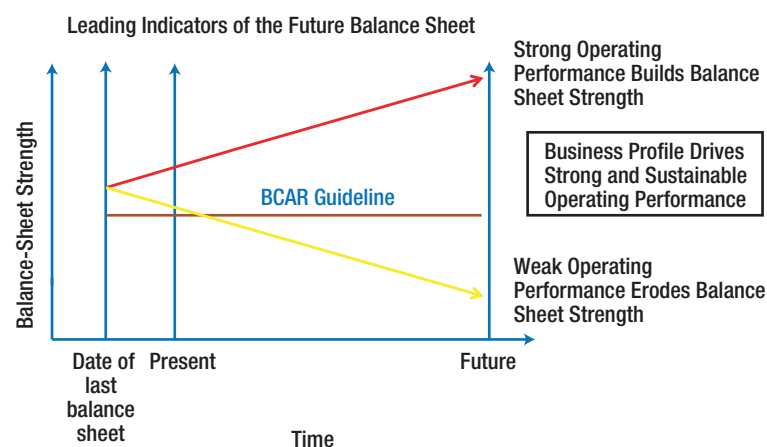 Leading Indicators of the Future Balance Sheet
Strong Operating
Performance Builds Balance
Sheet Strength
Business Profile Drives
Strong and Sustainable
Operating Performance
BCAR Guideline
Balance-Sheet Strength
Weak Operating
Performance Erodes Balance
Sheet Strength
Date of
last
balance
sheet
Present
Future
Time